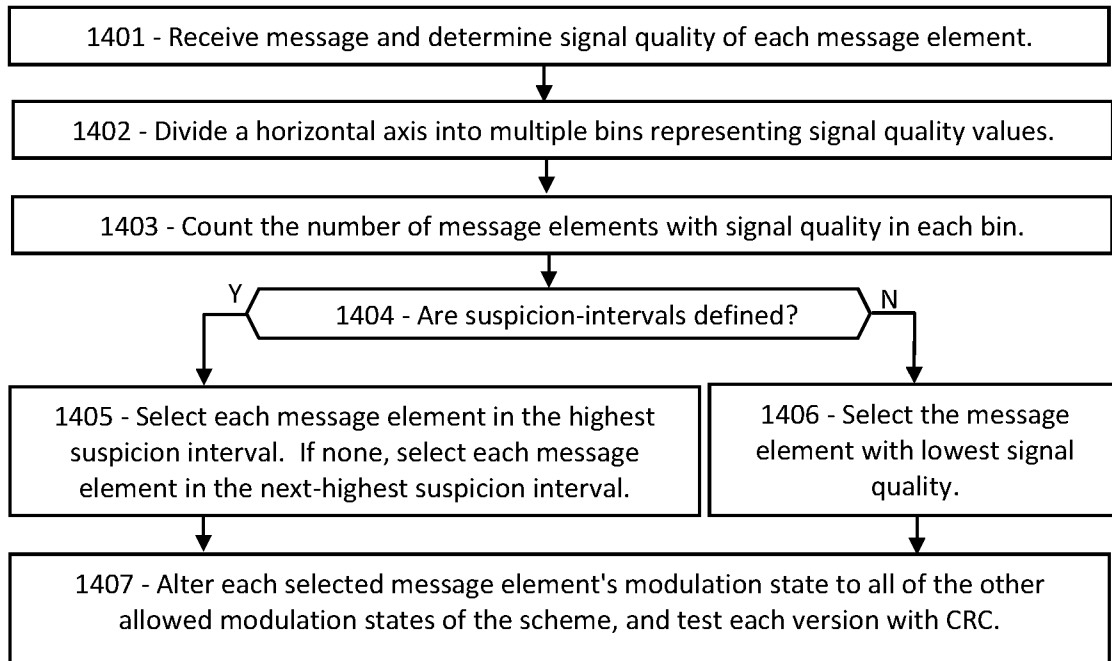 1401 - Receive message and determine signal quality of each message element.
1402 - Divide a horizontal axis into multiple bins representing signal quality values.
1403 - Count the number of message elements with signal quality in each bin.
Y
N
1404 - Are suspicion-intervals defined?
1405 - Select each message element in the highest
suspicion interval.  If none, select each message
element in the next-highest suspicion interval.
1406 - Select the message
element with lowest signal
quality.
1407 - Alter each selected message element's modulation state to all of the other
allowed modulation states of the scheme, and test each version with CRC.